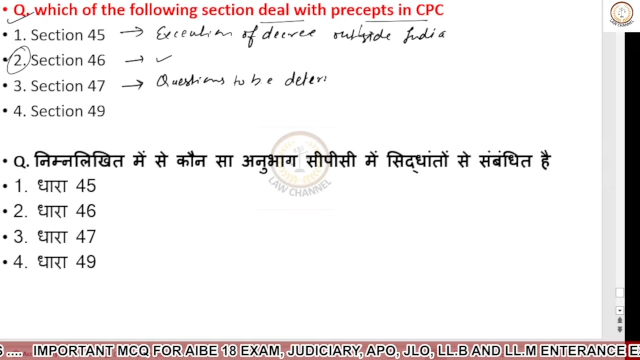 Q. which of the following section deal with precepts in CPC
• 1. Section 45 → Execution of decree outside India
• 2. Section 46 → ✓
• 3. Section 47 → Questions to be deter
• 4. Section 49
Q. निम्नलिखित में से कौन सा अनुभाग सीपीसी में सिद्धांतों से संबंधित है
• 1. धारा 45
• 2. धारा 46
• 3. धारा 47
• 4. धारा 49
LAW CHANNEL
LAW CHANNEL
S .... IMPORTANT MCQ FOR AIBE 18 EXAM, JUDICIARY, APO, JLO, LL.B AND LL.M ENTERANCE E